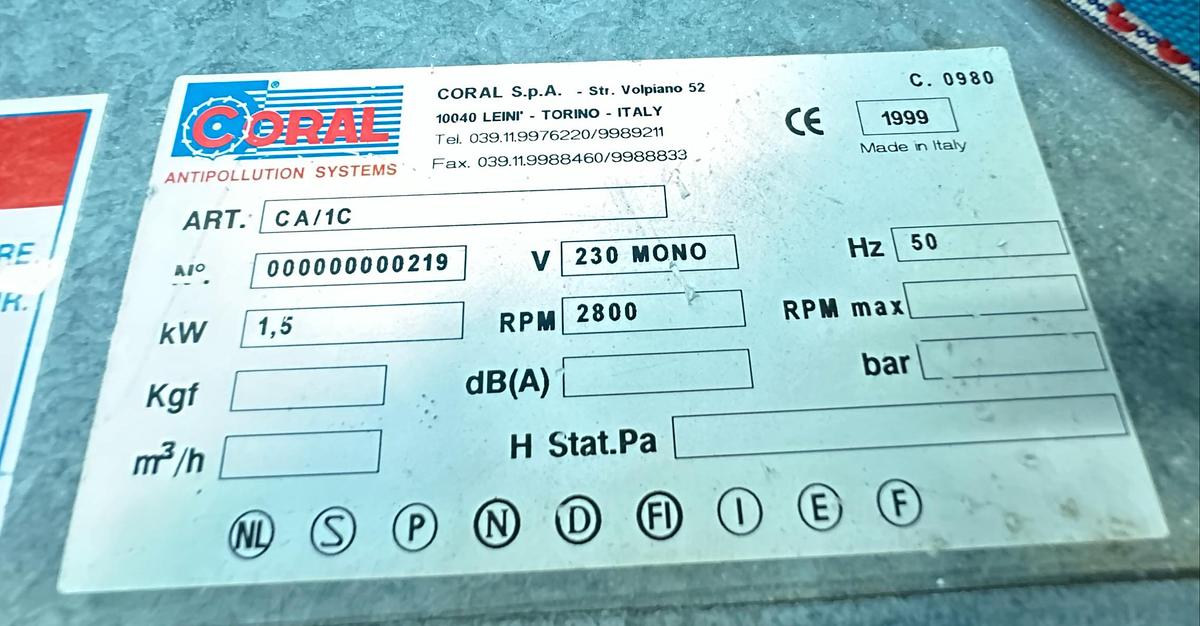 CORAL
®
ANTIPOLLUTION SYSTEMS
CORAL S.p.A. - Str. Volpiano 52
10040 LEINI' - TORINO - ITALY
Tel. 039.11.9976220/9989211
Fax. 039.11.9988460/9988833
C. 0980
CE 1999
Made in Italy
ART. CA/1C
N° 000000000219 V 230 MONO Hz 50
kW 1,5 RPM 2800 RPM max
Kgf dB(A) bar
m³/h H Stat.Pa
NL S P N D FI I E F
RE
R.